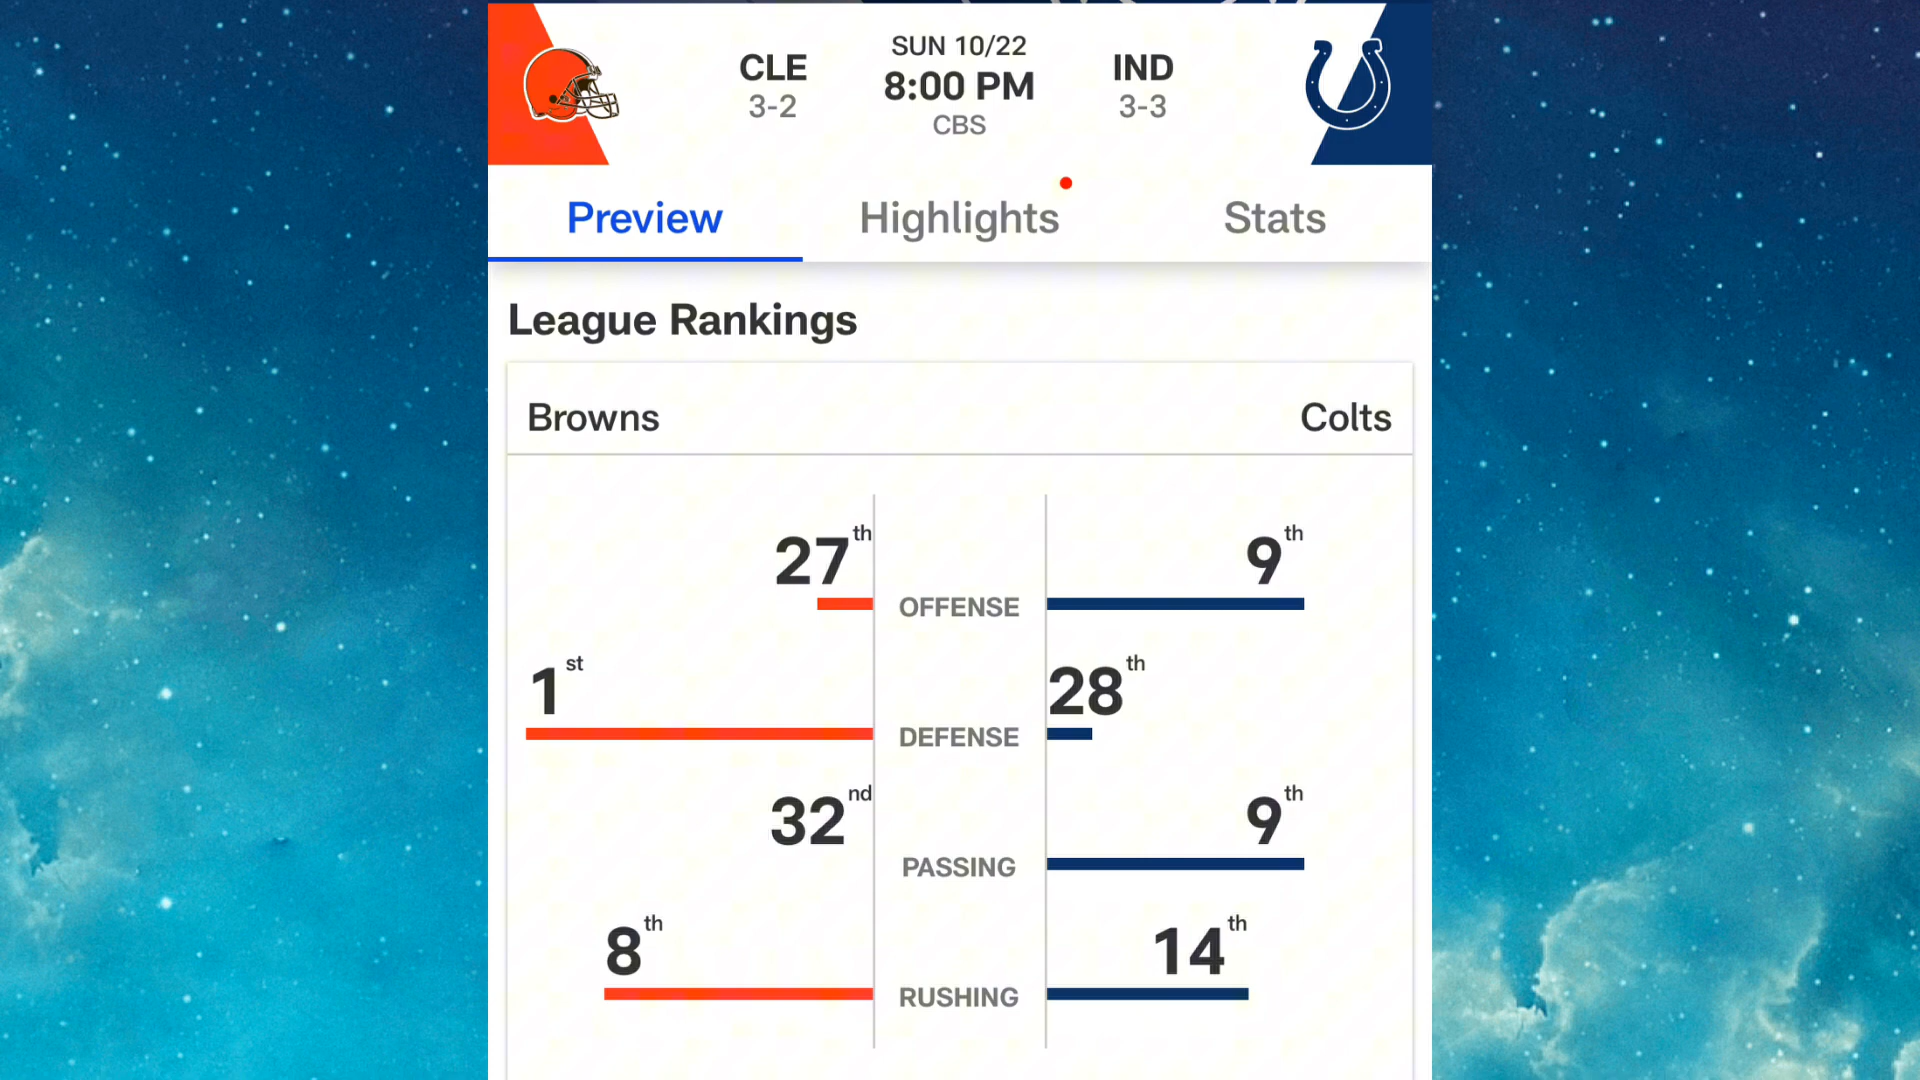 SUN 10/22
CLE 8:00 PM IND
3-2 CBS 3-3
Preview Highlights Stats
League Rankings
Browns Colts
27th OFFENSE 9th
1st DEFENSE 28th
32nd PASSING 9th
8th RUSHING 14th